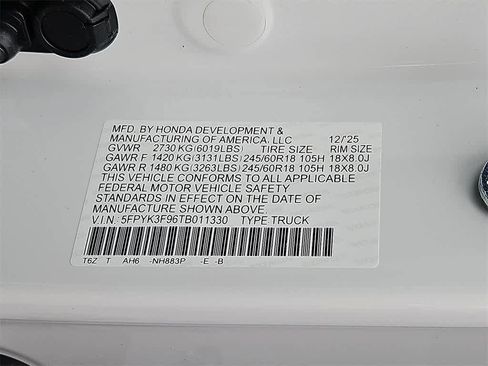 MFD. BY HONDA DEVELOPMENT &
MANUFACTURING OF AMERICA, LLC 12/25
GVWR 2730 KG (6019LBS) TIRE SIZE RIM SIZE
GAWR F 1420 KG (3131LBS) 245/60R18 105H 18X8.0J
GAWR R 1480 KG (3263LBS) 245/60R18 105H 18X8.0J
THIS VEHICLE CONFORMS TO ALL APPLICABLE
FEDERAL MOTOR VEHICLE SAFETY
STANDARDS IN EFFECT ON THE DATE OF
MANUFACTURE SHOWN ABOVE.
V I N : 5FPYK3F96TB011330 TYPE TRUCK
T6Z T AH6 -NH883P -E -B